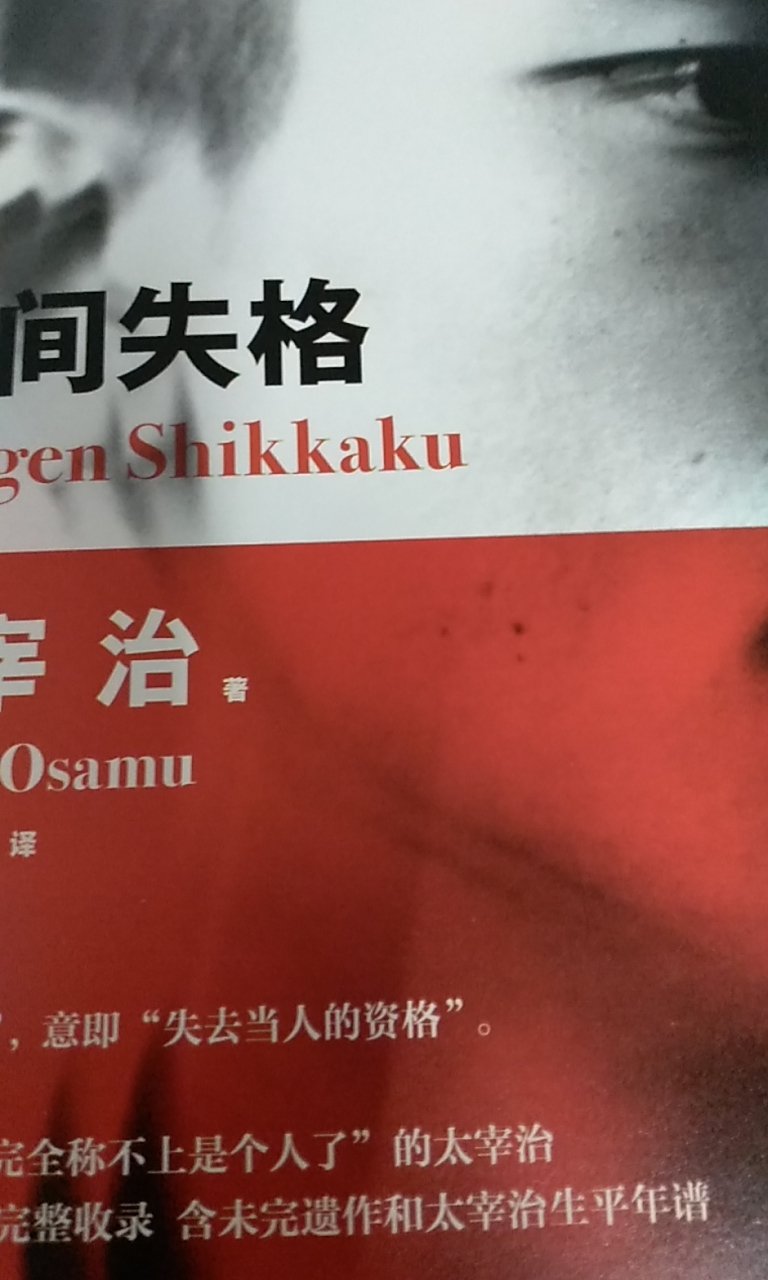 间失格
gen Shikkaku
宰 治 著
Osamu
译
”，意即“失去当人的资格”。
完全称不上是个人了”的太宰治
完整收录 含未完遗作和太宰治生平年谱